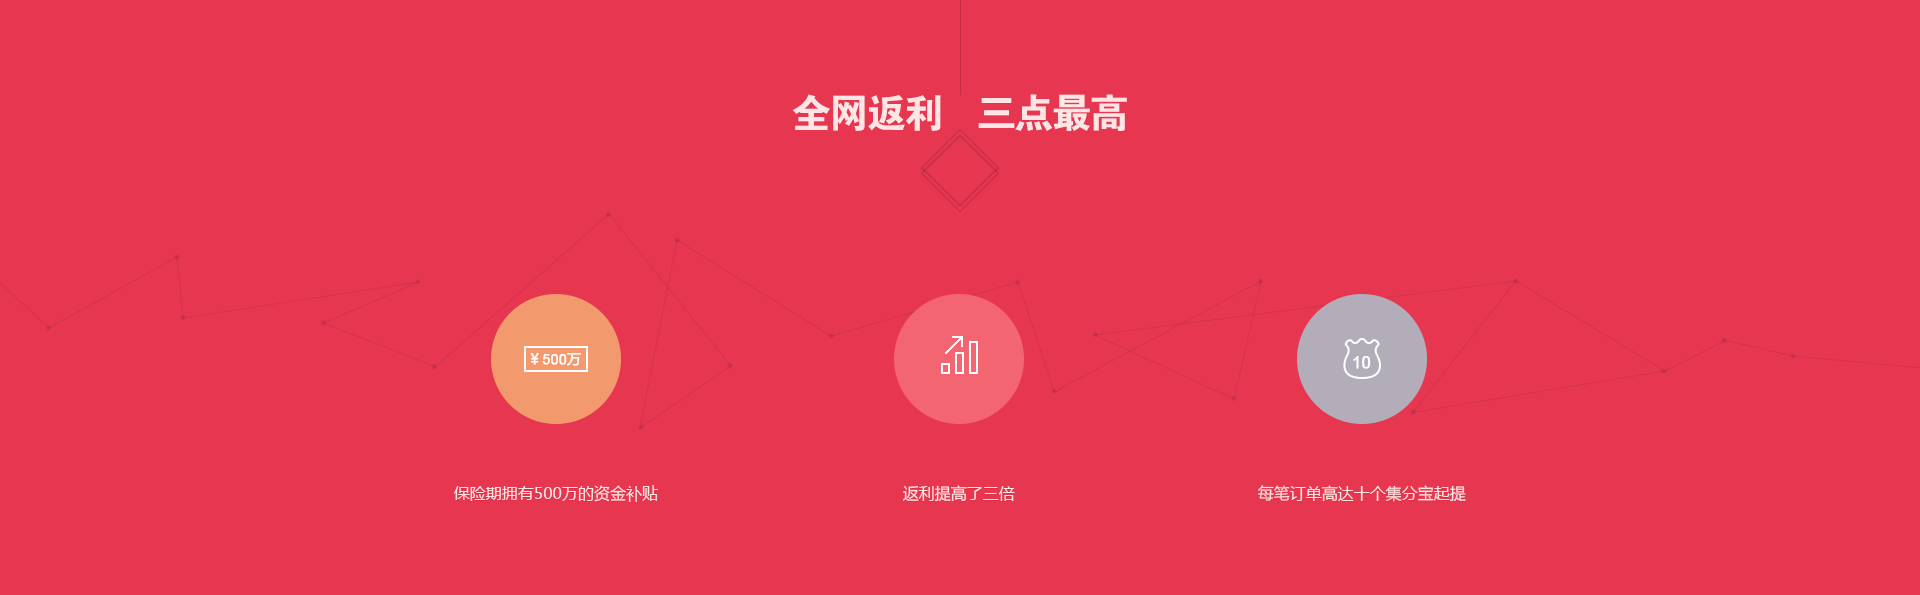 全网返利 三点最高
¥500万
10
保险期拥有500万的资金补贴
返利提高了三倍
每笔订单高达十个集分宝起提